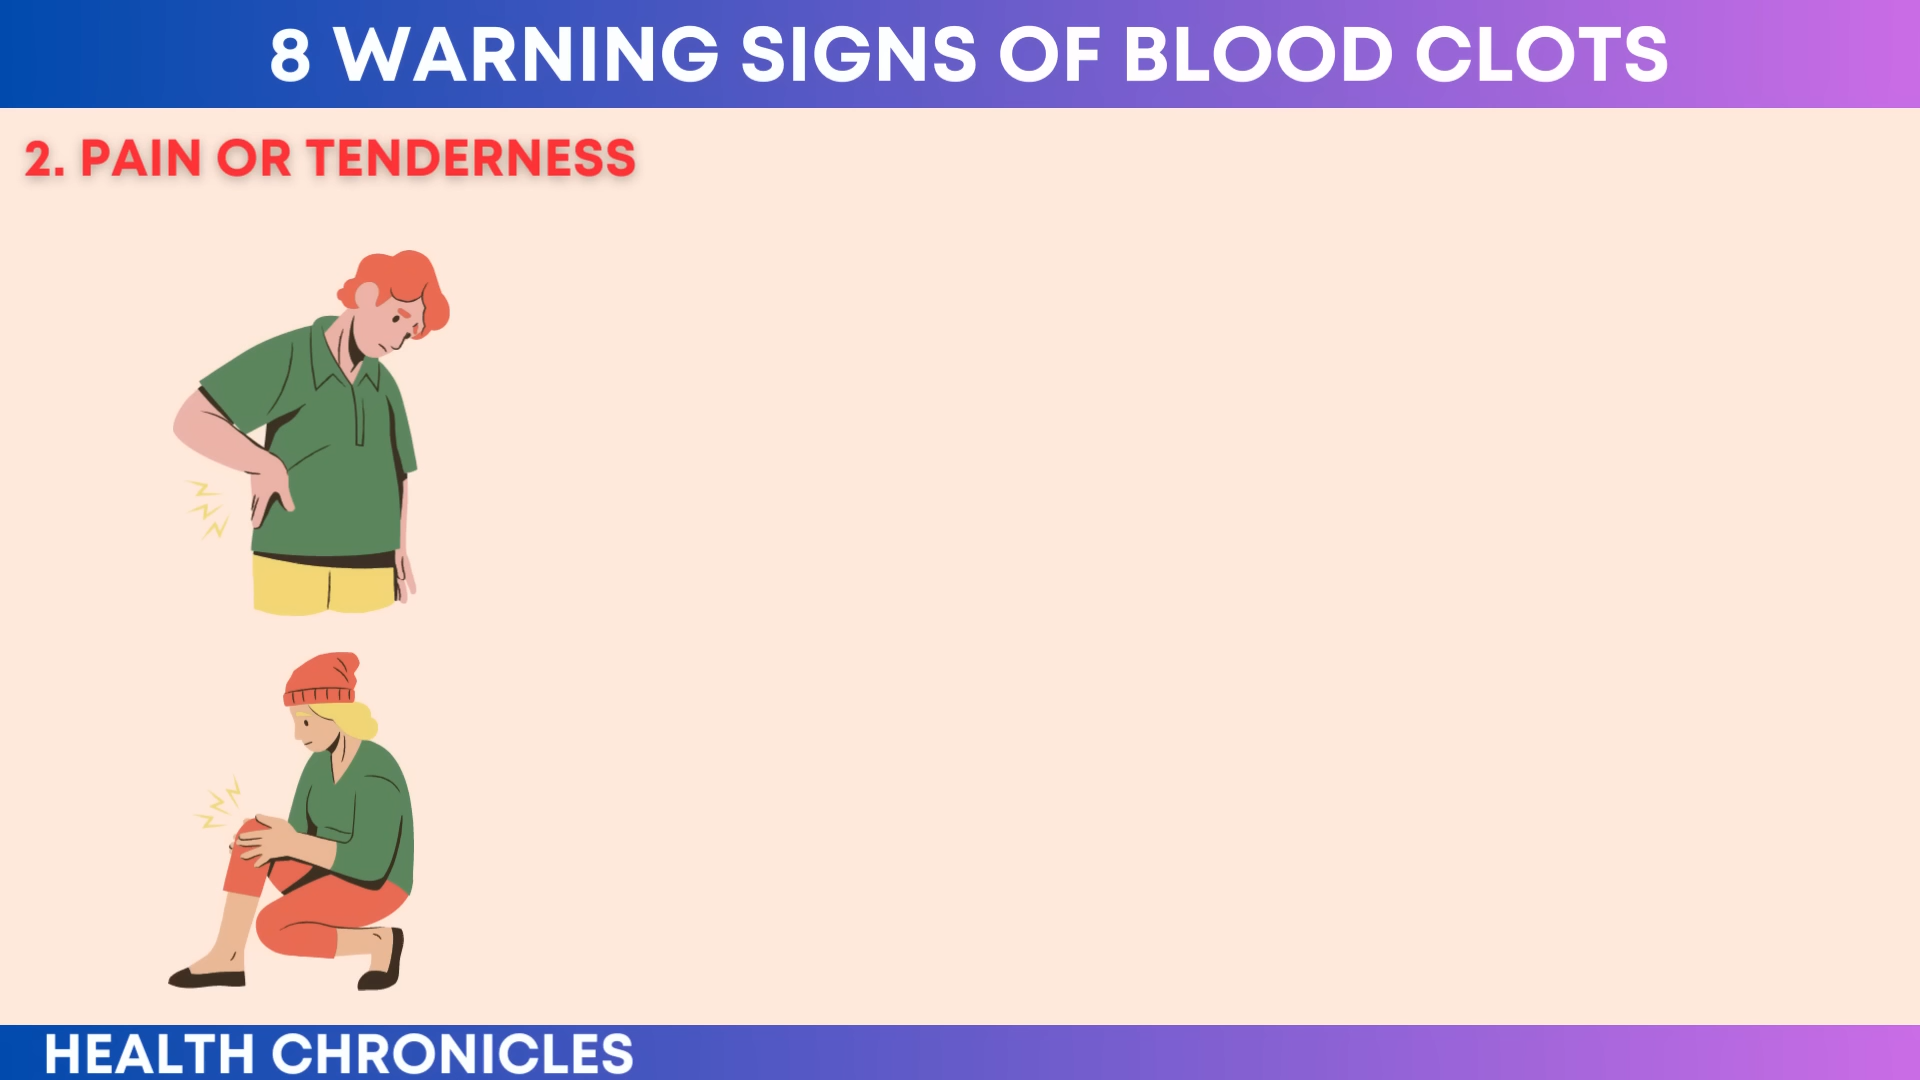 8 WARNING SIGNS OF BLOOD CLOTS
2. PAIN OR TENDERNESS
HEALTH CHRONICLES